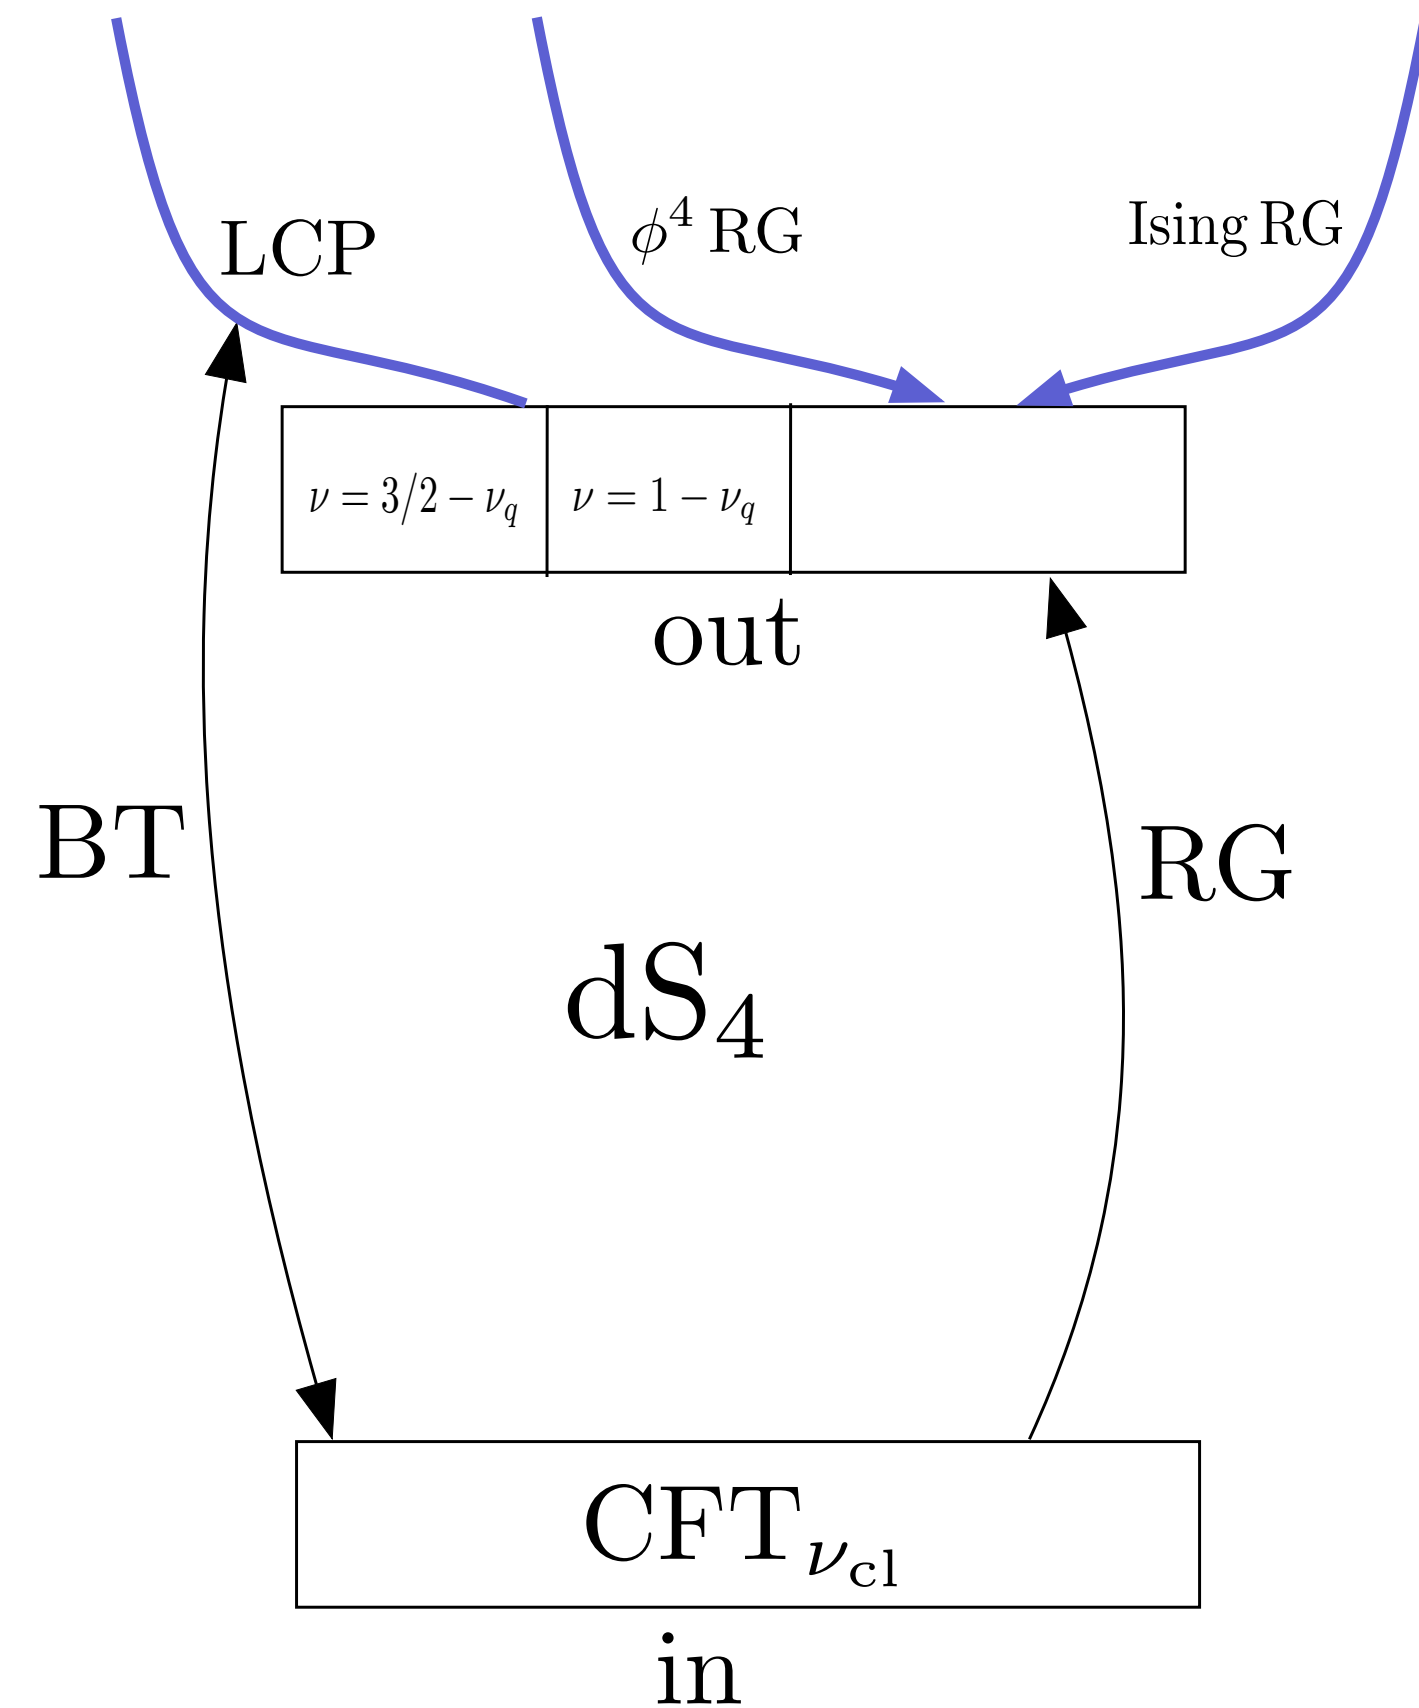 LCP
ϕ⁴ RG
Ising RG
ν = 3/2 − ν_q
ν = 1 − ν_q
out
BT
RG
dS₄
CFT_ν_cl
in